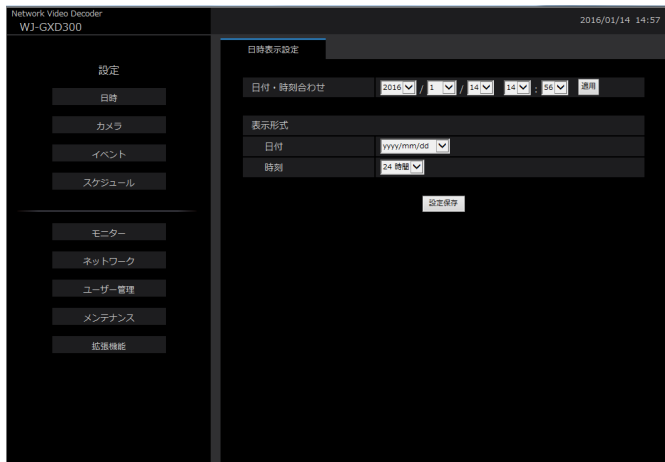 Network Video Decoder
WJ-GXD300
2016/01/14 14:57
設定
日時
カメラ
イベント
スケジュール
モニター
ネットワーク
ユーザー管理
メンテナンス
拡張機能
日時表示設定
日付・時刻合わせ 2016 / 1 / 14 14 : 56 適用
表示形式
日付 yyyy/mm/dd
時刻 24 時間
設定保存